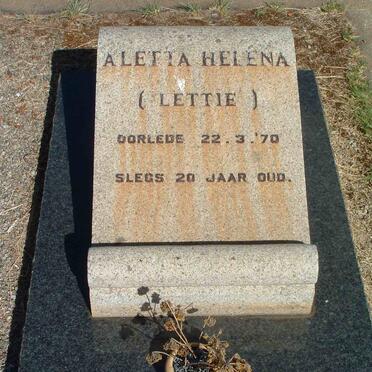 ALETTA HELENA
( LETTIE )
OORLEDE 22.3.'70
SLEGS 20 JAAR OUD.